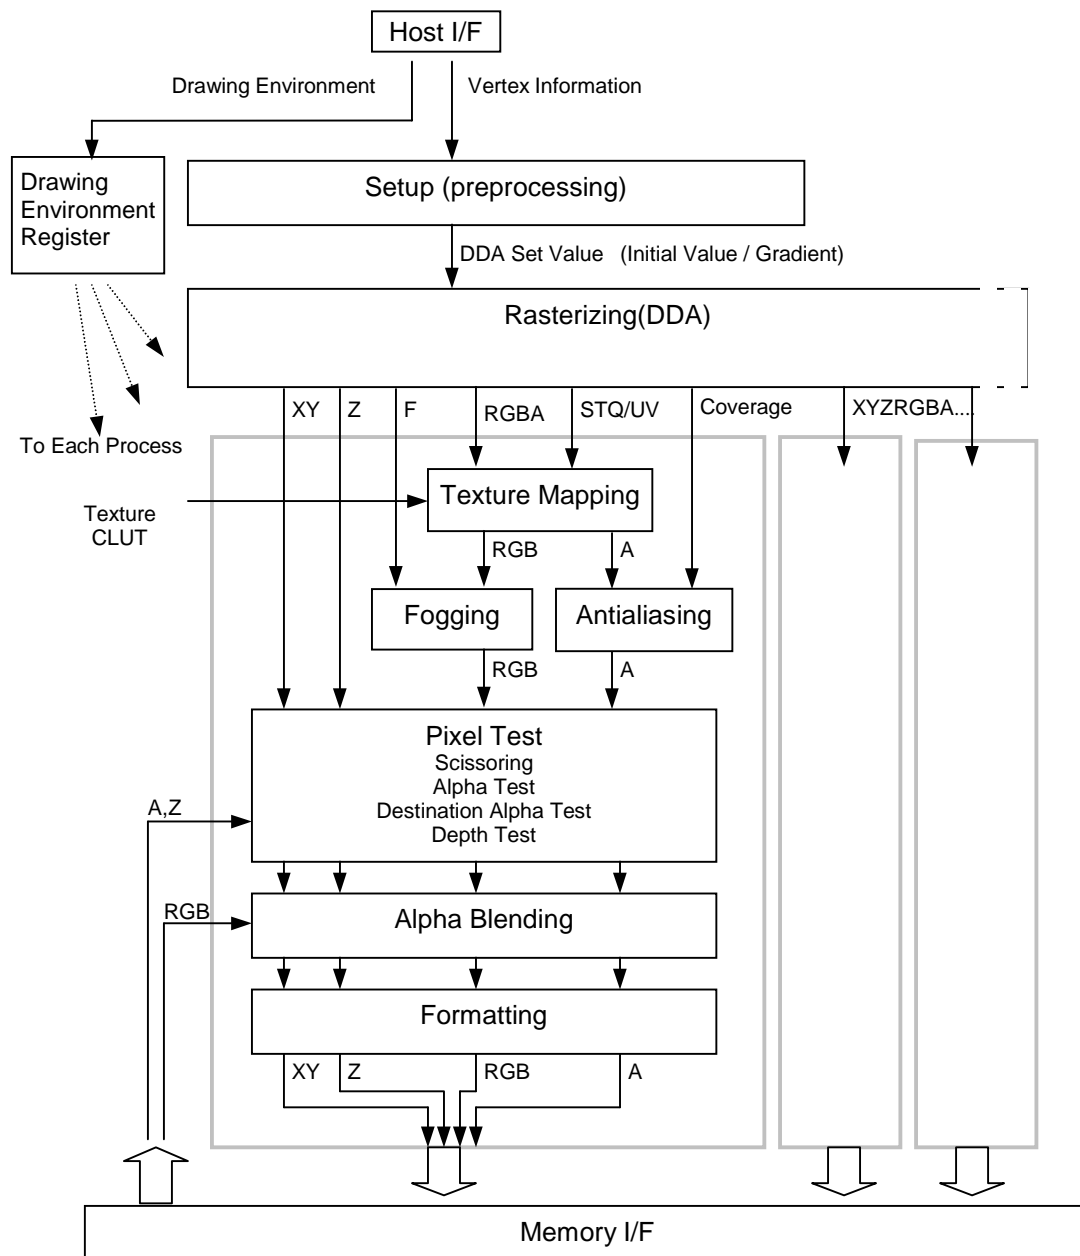 Host I/F
Drawing Environment
Vertex Information
Drawing
Environment
Register
Setup (preprocessing)
DDA Set Value (Initial Value / Gradient)
Rasterizing(DDA)
XY
Z
F
RGBA
STQ/UV
Coverage
XYZRGBA....
To Each Process
Texture Mapping
Texture
CLUT
RGB
A
Fogging
Antialiasing
RGB
A
Pixel Test
Scissoring
Alpha Test
Destination Alpha Test
Depth Test
A,Z
RGB
Alpha Blending
Formatting
XY
Z
RGB
A
Memory I/F